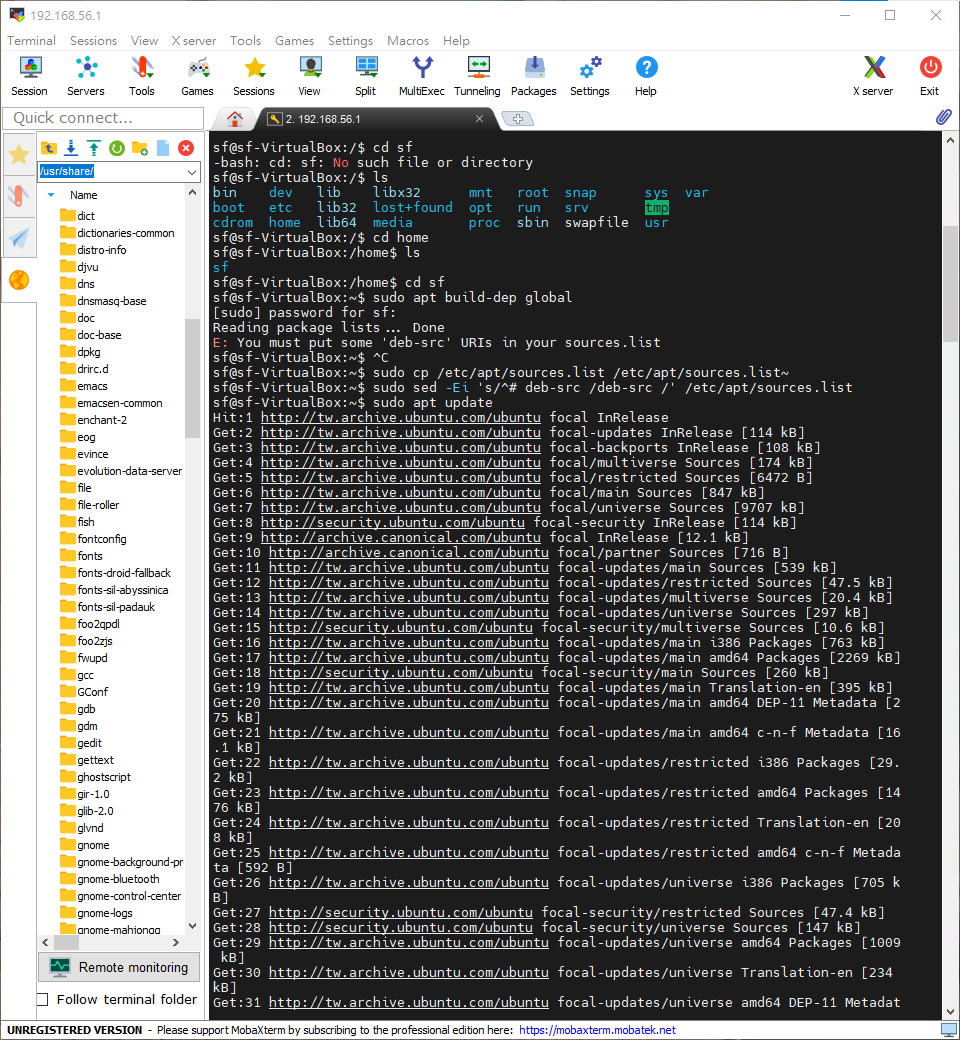 192.168.56.1
Terminal Sessions View X server Tools Games Settings Macros Help
Session Servers Tools Games Sessions View Split MultiExec Tunneling Packages Settings Help X server Exit
Quick connect...
2. 192.168.56.1
/usr/share/
Name
dict
dictionaries-common
distro-info
djvu
dns
dnsmasq-base
doc
doc-base
dpkg
drirc.d
emacs
emacsen-common
enchant-2
eog
evince
evolution-data-server
file
file-roller
fish
fontconfig
fonts
fonts-droid-fallback
fonts-sil-abyssinica
fonts-sil-padauk
foo2qpdl
foo2zjs
fwupd
gcc
GConf
gdb
gdm
gedit
gettext
ghostscript
gir-1.0
glib-2.0
glvnd
gnome
gnome-background-pr
gnome-bluetooth
gnome-control-center
gnome-logs
gnome-mahjongg
Remote monitoring
Follow terminal folder
sf@sf-VirtualBox:/$ cd sf
-bash: cd: sf: No such file or directory
sf@sf-VirtualBox:/$ ls
bin dev lib libx32 mnt root snap sys var
boot etc lib32 lost+found opt run srv tmp
cdrom home lib64 media proc sbin swapfile usr
sf@sf-VirtualBox:/$ cd home
sf@sf-VirtualBox:/home$ ls
sf
sf@sf-VirtualBox:/home$ cd sf
sf@sf-VirtualBox:~$ sudo apt build-dep global
[sudo] password for sf:
Reading package lists... Done
E: You must put some 'deb-src' URIs in your sources.list
sf@sf-VirtualBox:~$ ^C
sf@sf-VirtualBox:~$ sudo cp /etc/apt/sources.list /etc/apt/sources.list~
sf@sf-VirtualBox:~$ sudo sed -Ei 's/^# deb-src /deb-src /' /etc/apt/sources.list
sf@sf-VirtualBox:~$ sudo apt update
Hit:1 http://tw.archive.ubuntu.com/ubuntu focal InRelease
Get:2 http://tw.archive.ubuntu.com/ubuntu focal-updates InRelease [114 kB]
Get:3 http://tw.archive.ubuntu.com/ubuntu focal-backports InRelease [108 kB]
Get:4 http://tw.archive.ubuntu.com/ubuntu focal/multiverse Sources [174 kB]
Get:5 http://tw.archive.ubuntu.com/ubuntu focal/restricted Sources [6472 B]
Get:6 http://tw.archive.ubuntu.com/ubuntu focal/main Sources [847 kB]
Get:7 http://tw.archive.ubuntu.com/ubuntu focal/universe Sources [9707 kB]
Get:8 http://security.ubuntu.com/ubuntu focal-security InRelease [114 kB]
Get:9 http://archive.canonical.com/ubuntu focal InRelease [12.1 kB]
Get:10 http://archive.canonical.com/ubuntu focal/partner Sources [716 B]
Get:11 http://tw.archive.ubuntu.com/ubuntu focal-updates/main Sources [539 kB]
Get:12 http://tw.archive.ubuntu.com/ubuntu focal-updates/restricted Sources [47.5 kB]
Get:13 http://tw.archive.ubuntu.com/ubuntu focal-updates/multiverse Sources [20.4 kB]
Get:14 http://tw.archive.ubuntu.com/ubuntu focal-updates/universe Sources [297 kB]
Get:15 http://security.ubuntu.com/ubuntu focal-security/multiverse Sources [10.6 kB]
Get:16 http://tw.archive.ubuntu.com/ubuntu focal-updates/main i386 Packages [763 kB]
Get:17 http://tw.archive.ubuntu.com/ubuntu focal-updates/main amd64 Packages [2269 kB]
Get:18 http://security.ubuntu.com/ubuntu focal-security/main Sources [260 kB]
Get:19 http://tw.archive.ubuntu.com/ubuntu focal-updates/main Translation-en [395 kB]
Get:20 http://tw.archive.ubuntu.com/ubuntu focal-updates/main amd64 DEP-11 Metadata [2
75 kB]
Get:21 http://tw.archive.ubuntu.com/ubuntu focal-updates/main amd64 c-n-f Metadata [16
.1 kB]
Get:22 http://tw.archive.ubuntu.com/ubuntu focal-updates/restricted i386 Packages [29.
2 kB]
Get:23 http://tw.archive.ubuntu.com/ubuntu focal-updates/restricted amd64 Packages [14
76 kB]
Get:24 http://tw.archive.ubuntu.com/ubuntu focal-updates/restricted Translation-en [20
8 kB]
Get:25 http://tw.archive.ubuntu.com/ubuntu focal-updates/restricted amd64 c-n-f Metada
ta [592 B]
Get:26 http://tw.archive.ubuntu.com/ubuntu focal-updates/universe i386 Packages [705 k
B]
Get:27 http://security.ubuntu.com/ubuntu focal-security/restricted Sources [47.4 kB]
Get:28 http://security.ubuntu.com/ubuntu focal-security/universe Sources [147 kB]
Get:29 http://tw.archive.ubuntu.com/ubuntu focal-updates/universe amd64 Packages [1009
 kB]
Get:30 http://tw.archive.ubuntu.com/ubuntu focal-updates/universe Translation-en [234
kB]
Get:31 http://tw.archive.ubuntu.com/ubuntu focal-updates/universe amd64 DEP-11 Metadat
UNREGISTERED VERSION - Please support MobaXterm by subscribing to the professional edition here: https://mobaxterm.mobatek.net